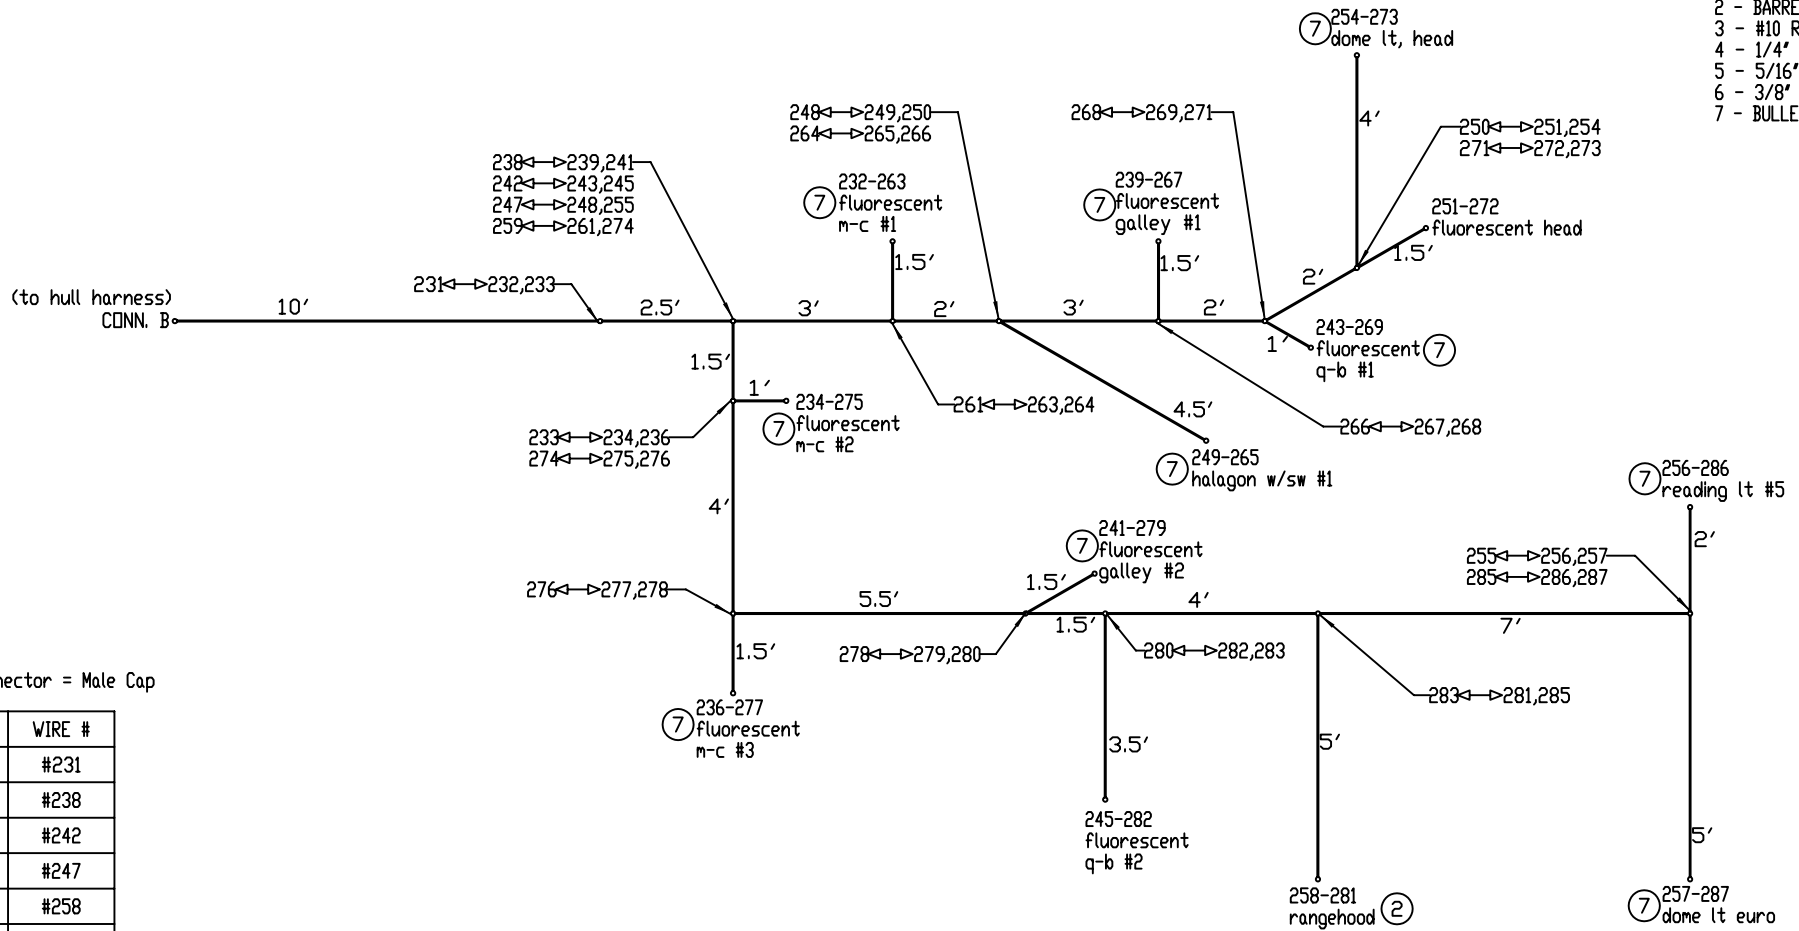 2 - BARRE
3 - #10 R
4 - 1/4"
5 - 5/16"
6 - 3/8"
7 - BULLE
7
254-273
dome lt, head
4'
250 251,254
271 272,273
248 249,250
264 265,266
268 269,271
238 239,241
242 243,245
247 248,255
259 261,274
7
232-263
fluorescent
m-c #1
1.5'
7
239-267
fluorescent
galley #1
1.5'
251-272
fluorescent head
1.5'
2'
231 232,233
(to hull harness)
CONN. B
10'
2.5'
3'
2'
3'
2'
1'
243-269
fluorescent 7
q-b #1
1.5'
1'
234-275
7 fluorescent
m-c #2
261 263,264
4.5'
266 267,268
233 234,236
274 275,276
7
249-265
halagon w/sw #1
7
256-286
reading lt #5
2'
4'
7
241-279
fluorescent
galley #2
1.5'
255 256,257
285 286,287
276 277,278
5.5'
1.5'
4'
7'
278 279,280
280 282,283
283 281,285
1.5'
7
236-277
fluorescent
m-c #3
3.5'
5'
5'
245-282
fluorescent
q-b #2
258-281
rangehood 2
7
257-287
dome lt euro
nector = Male Cap
WIRE #
#231
#238
#242
#247
#258